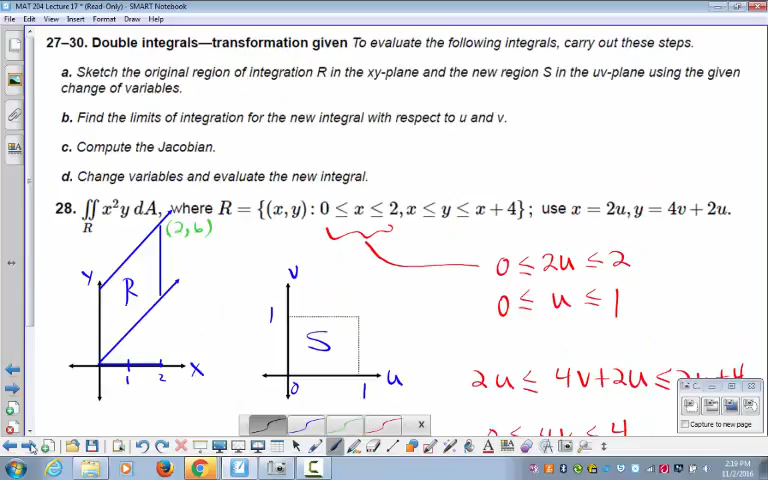 MAT 204 Lecture 17 * (Read-Only) - SMART Notebook
File Edit View Insert Format Draw Help
27–30. Double integrals—transformation given To evaluate the following integrals, carry out these steps.
a. Sketch the original region of integration R in the xy-plane and the new region S in the uv-plane using the given
change of variables.
b. Find the limits of integration for the new integral with respect to u and v.
c. Compute the Jacobian.
d. Change variables and evaluate the new integral.
28. ∬ x²y dA, where R = {(x, y) : 0 ≤ x ≤ 2, x ≤ y ≤ x + 4}; use x = 2u, y = 4v + 2u.
R
(2,6)
Y
R
1 2 X
V
1
S
0 1 U
0 ≤ 2u ≤ 2
0 ≤ u ≤ 1
2u ≤ 4v+2u ≤ 2u+4
0 ≤ 4v ≤ 4
C...
Capture to new page
2:19 PM
11/2/2016